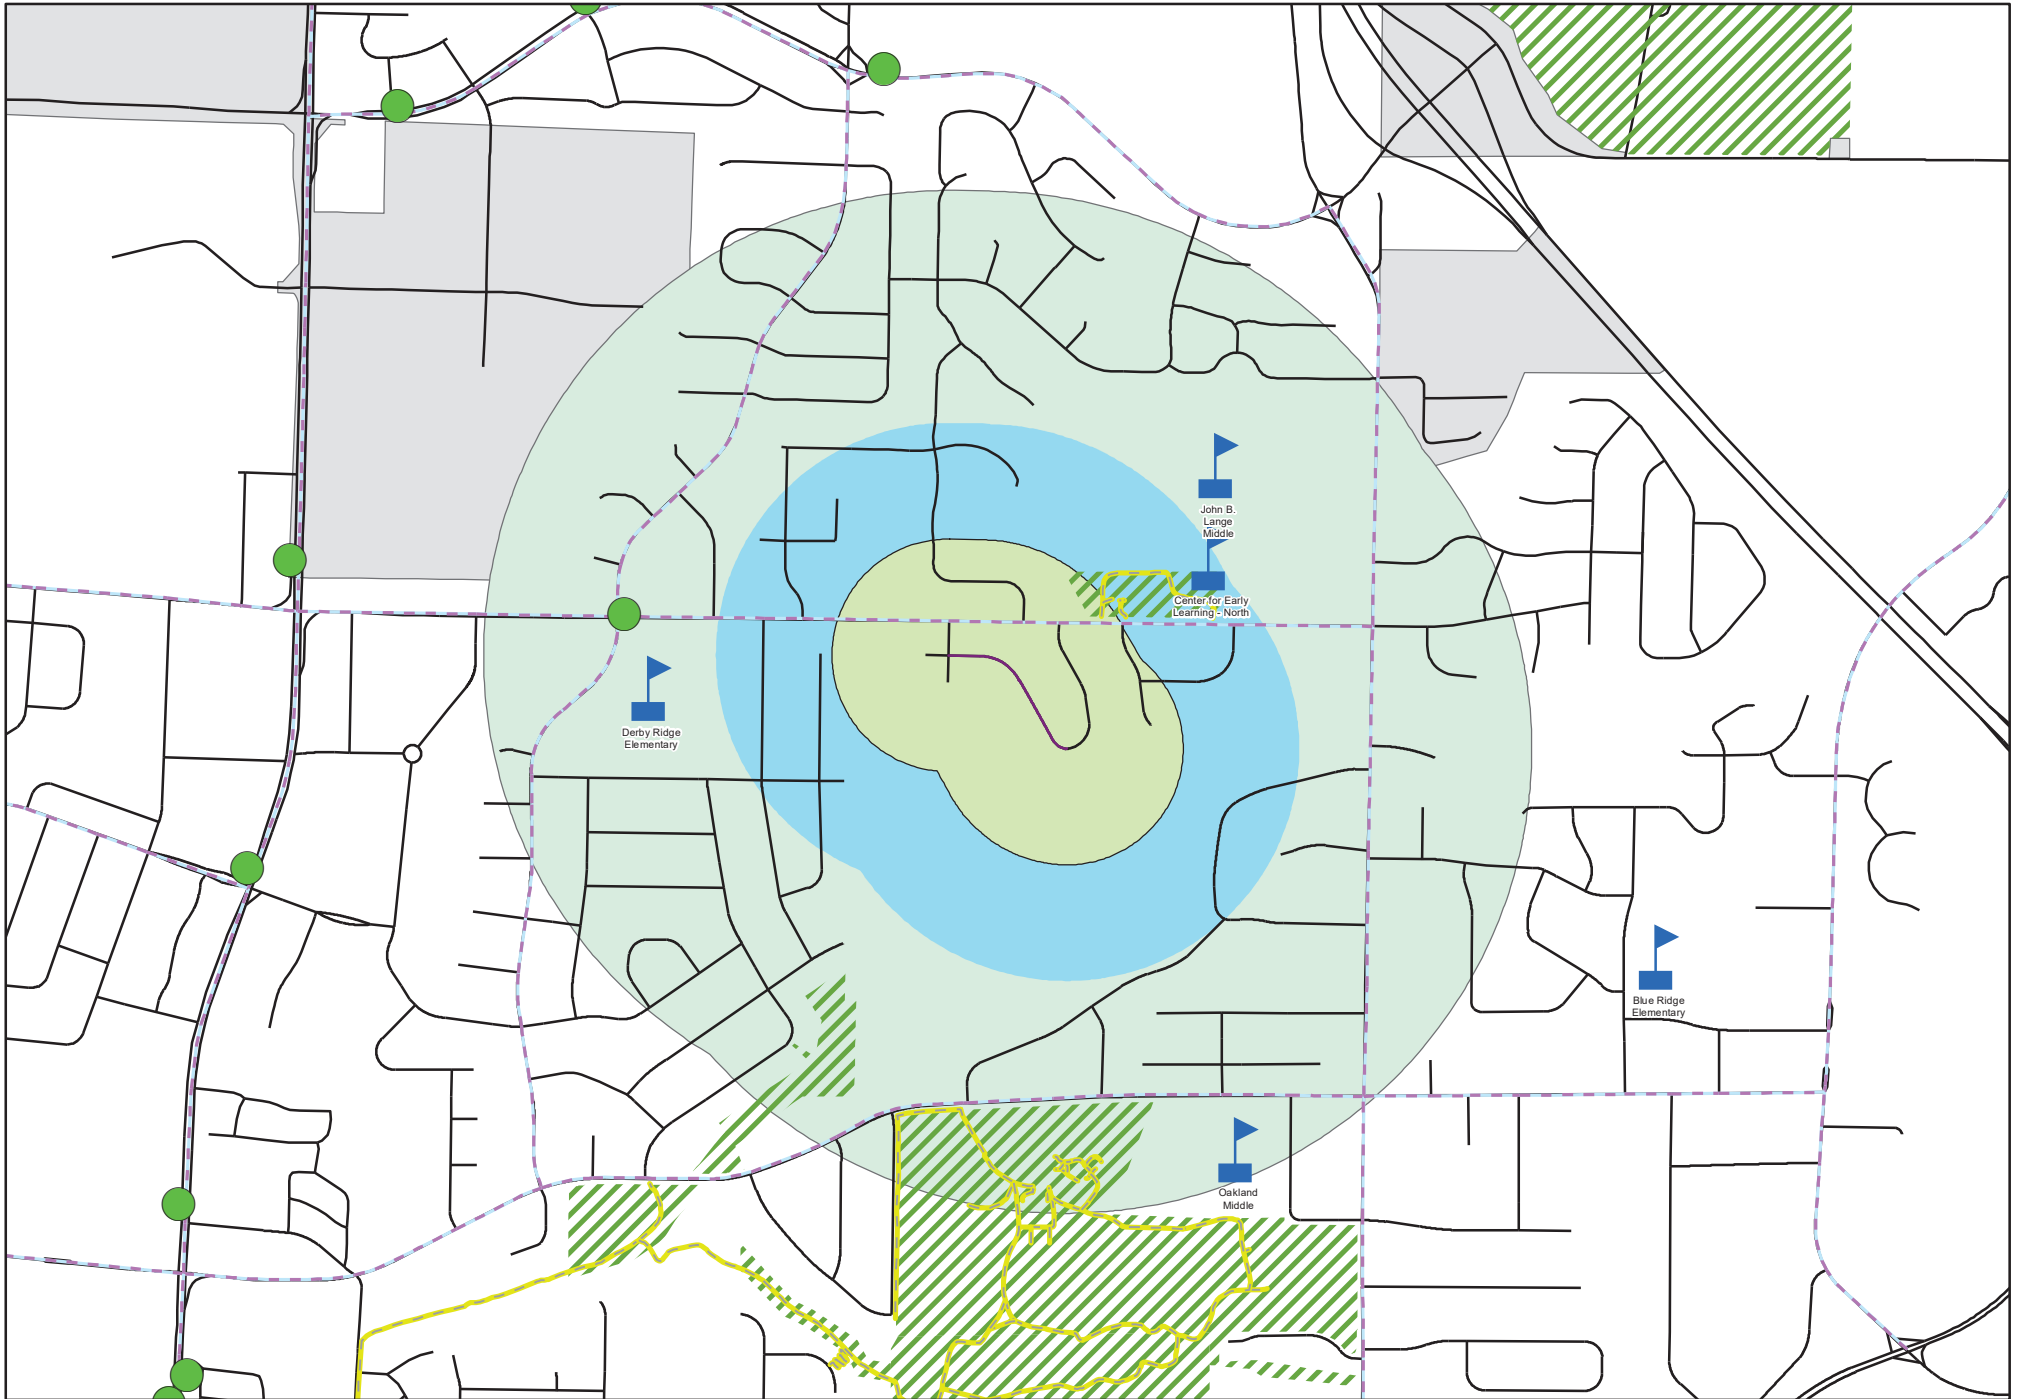 John B.
Lange
Middle
Center for Early
Learning - North
Derby Ridge
Elementary
Blue Ridge
Elementary
Oakland
Middle